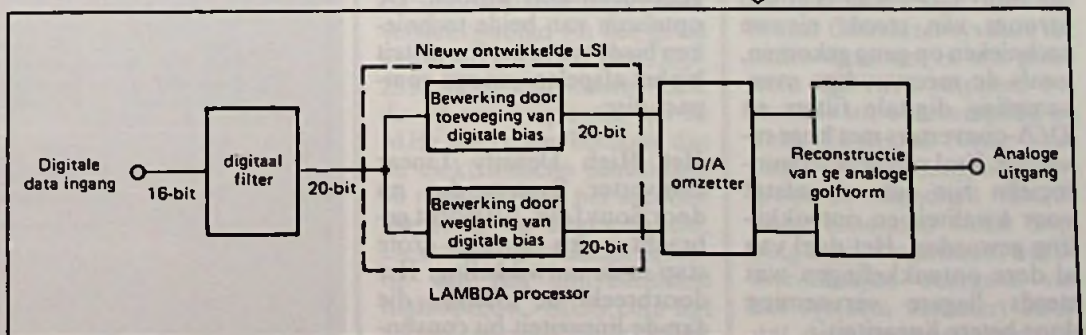 Nieuw ontwikkelde LSI
Bewerking door
toevoeging van
digitale bias
20-bit
Digitale
data ingang
16-bit
digitaal
filter
20-bit
Bewerking door
weglating van
digitale bias
20-bit
LAMBDA processor
D/A
omzetter
Reconstructie
van ge analoge
golfvorm
Analoge
uitgang